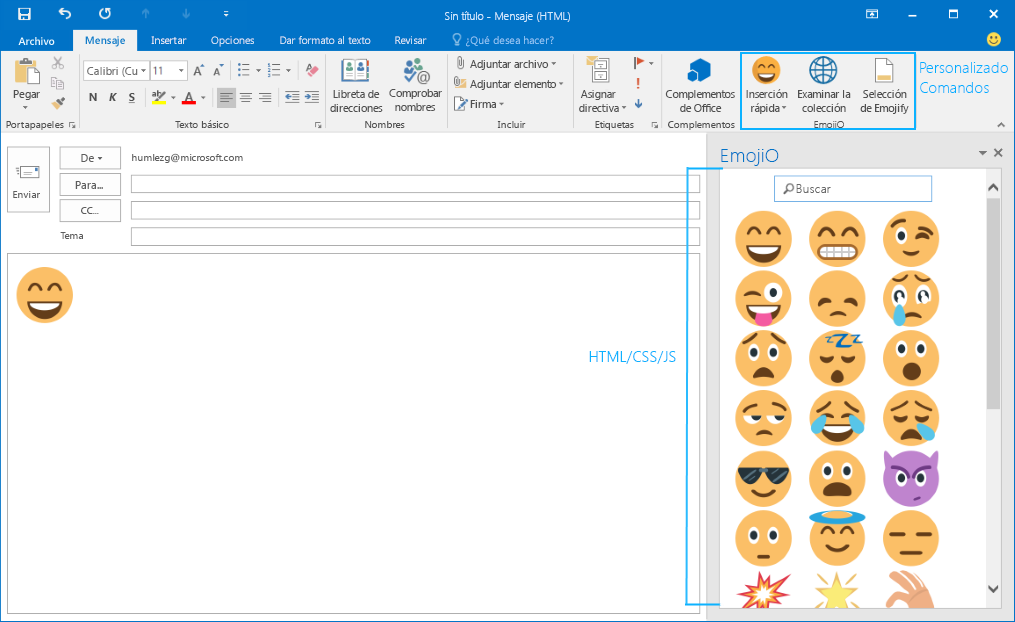 Sin título - Mensaje (HTML)
Archivo Mensaje Insertar Opciones Dar formato al texto Revisar ¿Qué desea hacer?
Pegar
Portapapeles
Calibri (Cu 11 A A
N K S ab A
Texto básico
Libreta de direcciones
Comprobar nombres
Nombres
Adjuntar archivo
Adjuntar elemento
Firma
Incluir
Asignar directiva
Etiquetas
Complementos de Office
Complementos
Inserción rápida
Examinar la colección
Selección de Emojify
EmojiO
Personalizado
Comandos
Enviar
De humlezg@microsoft.com
Para...
CC...
Tema
HTML/CSS/JS
EmojiO
Buscar
zZZ